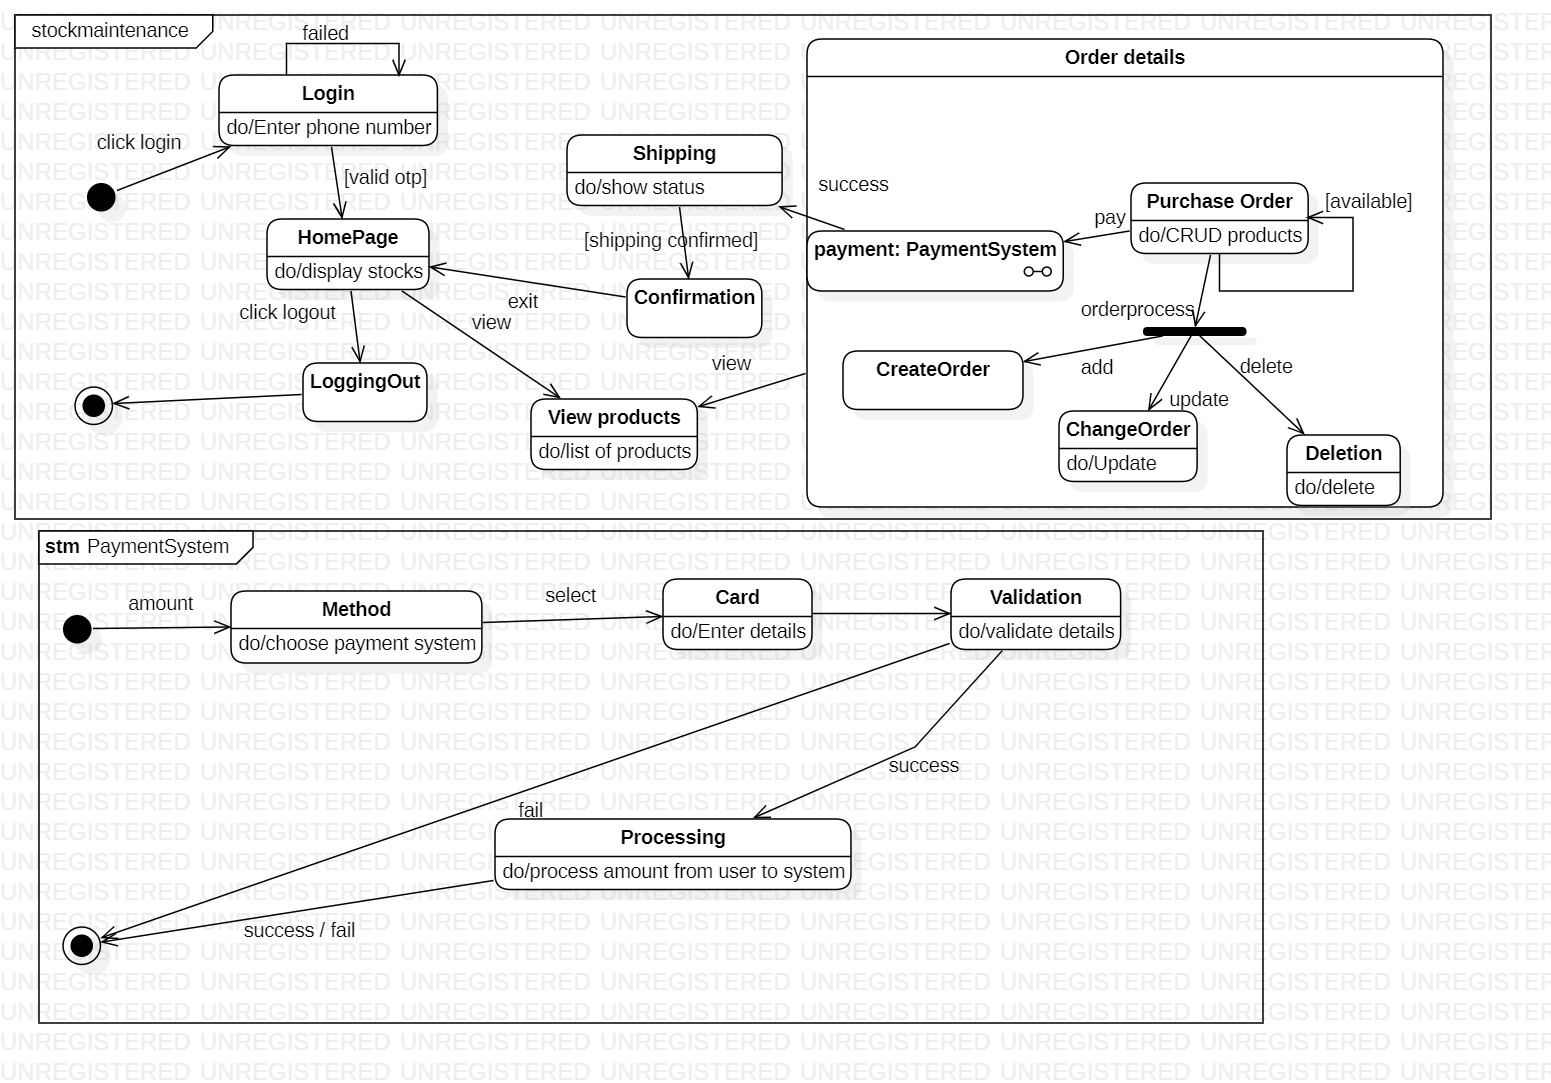 stockmaintenance
failed
Login
do/Enter phone number
click login
[valid otp]
HomePage
do/display stocks
click logout
LoggingOut
Shipping
do/show status
[shipping confirmed]
Confirmation
exit
view
View products
do/list of products
view
success
Order details
payment: PaymentSystem
pay
Purchase Order
do/CRUD products
[available]
orderprocess
CreateOrder
add
update
delete
ChangeOrder
do/Update
Deletion
do/delete
stm PaymentSystem
amount
Method
do/choose payment system
select
Card
do/Enter details
Validation
do/validate details
success
fail
Processing
do/process amount from user to system
success / fail
UNREGISTERED